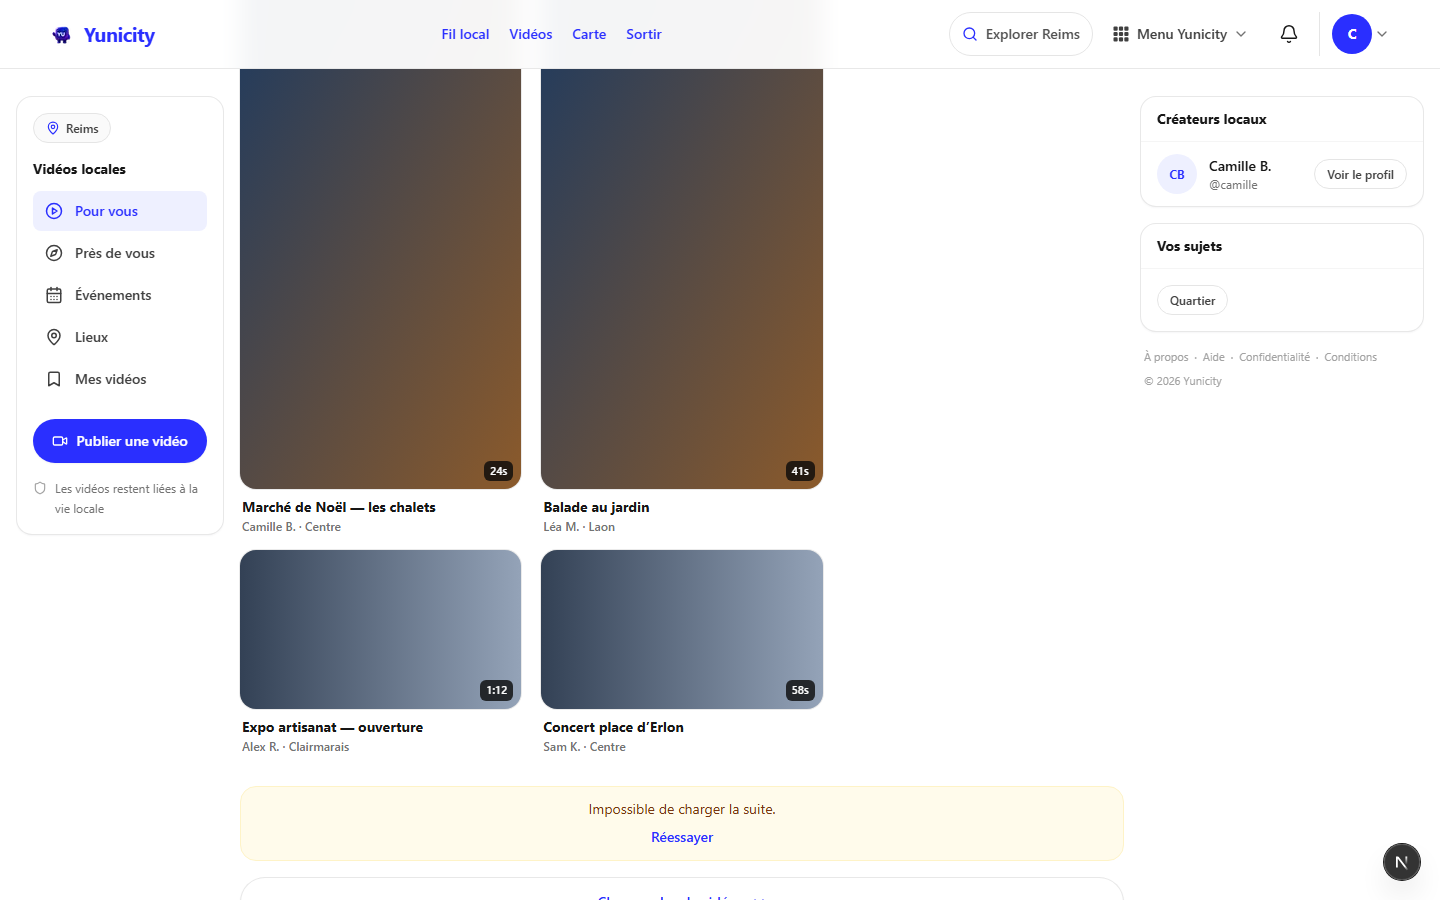 Yunicity
Fil local
Vidéos
Carte
Sortir
Explorer Reims
Menu Yunicity
C
Reims
Vidéos locales
Pour vous
Près de vous
Événements
Lieux
Mes vidéos
Publier une vidéo
Les vidéos restent liées à la
vie locale
24s
Marché de Noël — les chalets
Camille B. · Centre
41s
Balade au jardin
Léa M. · Laon
1:12
Expo artisanat — ouverture
Alex R. · Clairmarais
58s
Concert place d’Erlon
Sam K. · Centre
Impossible de charger la suite.
Réessayer
Créateurs locaux
CB
Camille B.
@camille
Voir le profil
Vos sujets
Quartier
À propos · Aide · Confidentialité · Conditions
© 2026 Yunicity
N